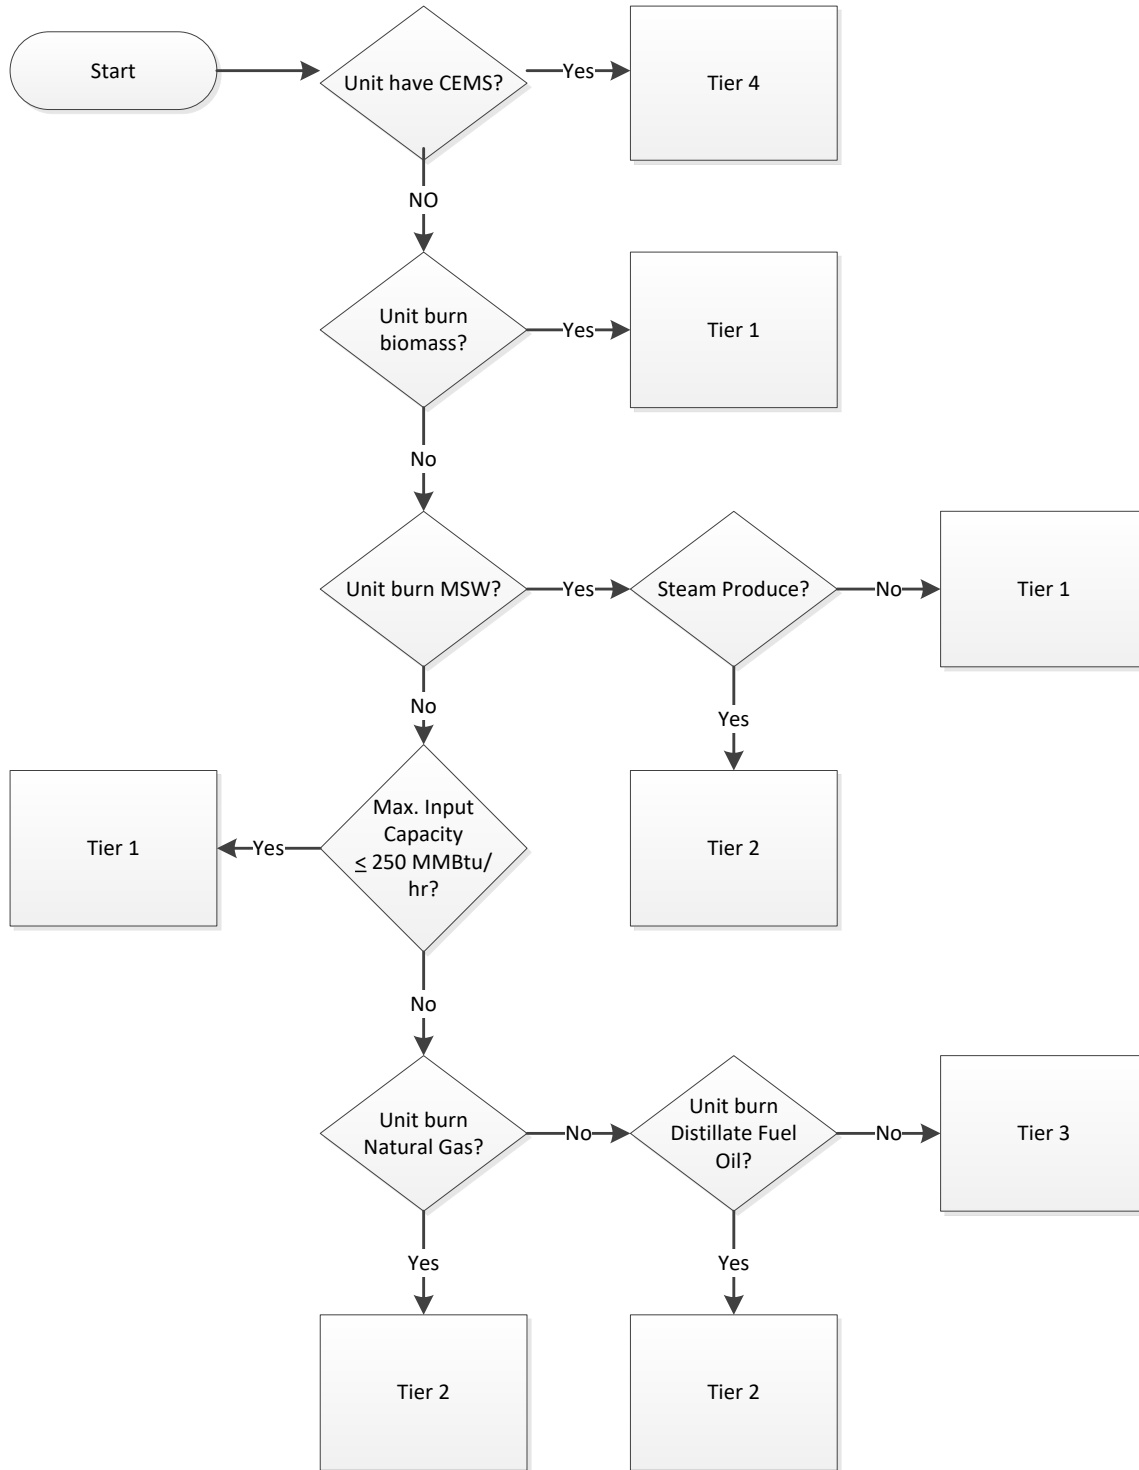 Start
Unit have CEMS?
Yes
Tier 4
NO
Unit burn
biomass?
Yes
Tier 1
No
Unit burn MSW?
Yes
Steam Produce?
No
Tier 1
No
Yes
Tier 1
Yes
Max. Input
Capacity
≤ 250 MMBtu/
hr?
Tier 2
No
Unit burn
Natural Gas?
No
Unit burn
Distillate Fuel
Oil?
No
Tier 3
Yes
Yes
Tier 2
Tier 2